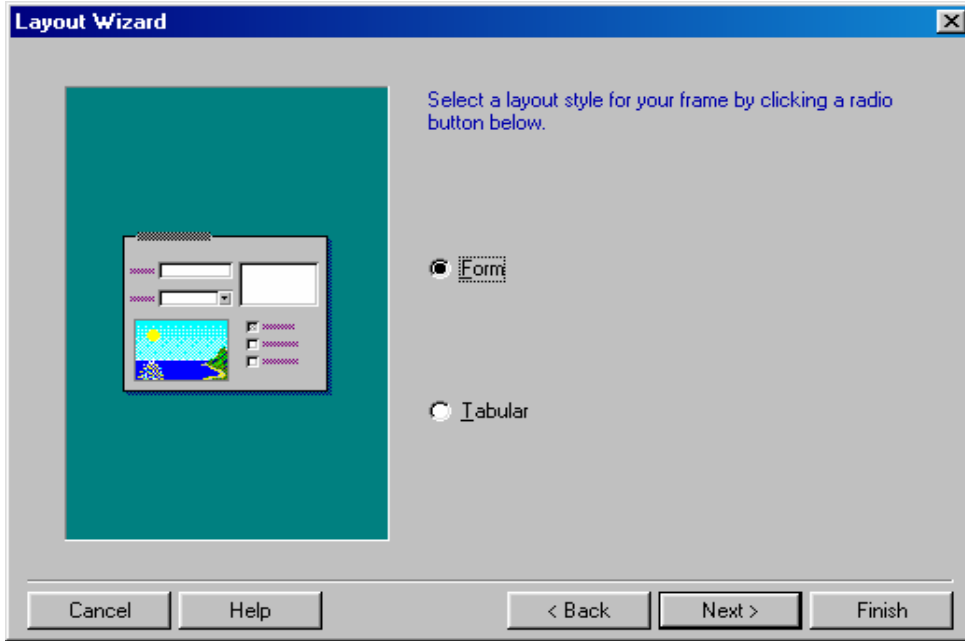 Layout Wizard
Select a layout style for your frame by clicking a radio
button below.
Form
Tabular
Cancel
Help
< Back
Next >
Finish